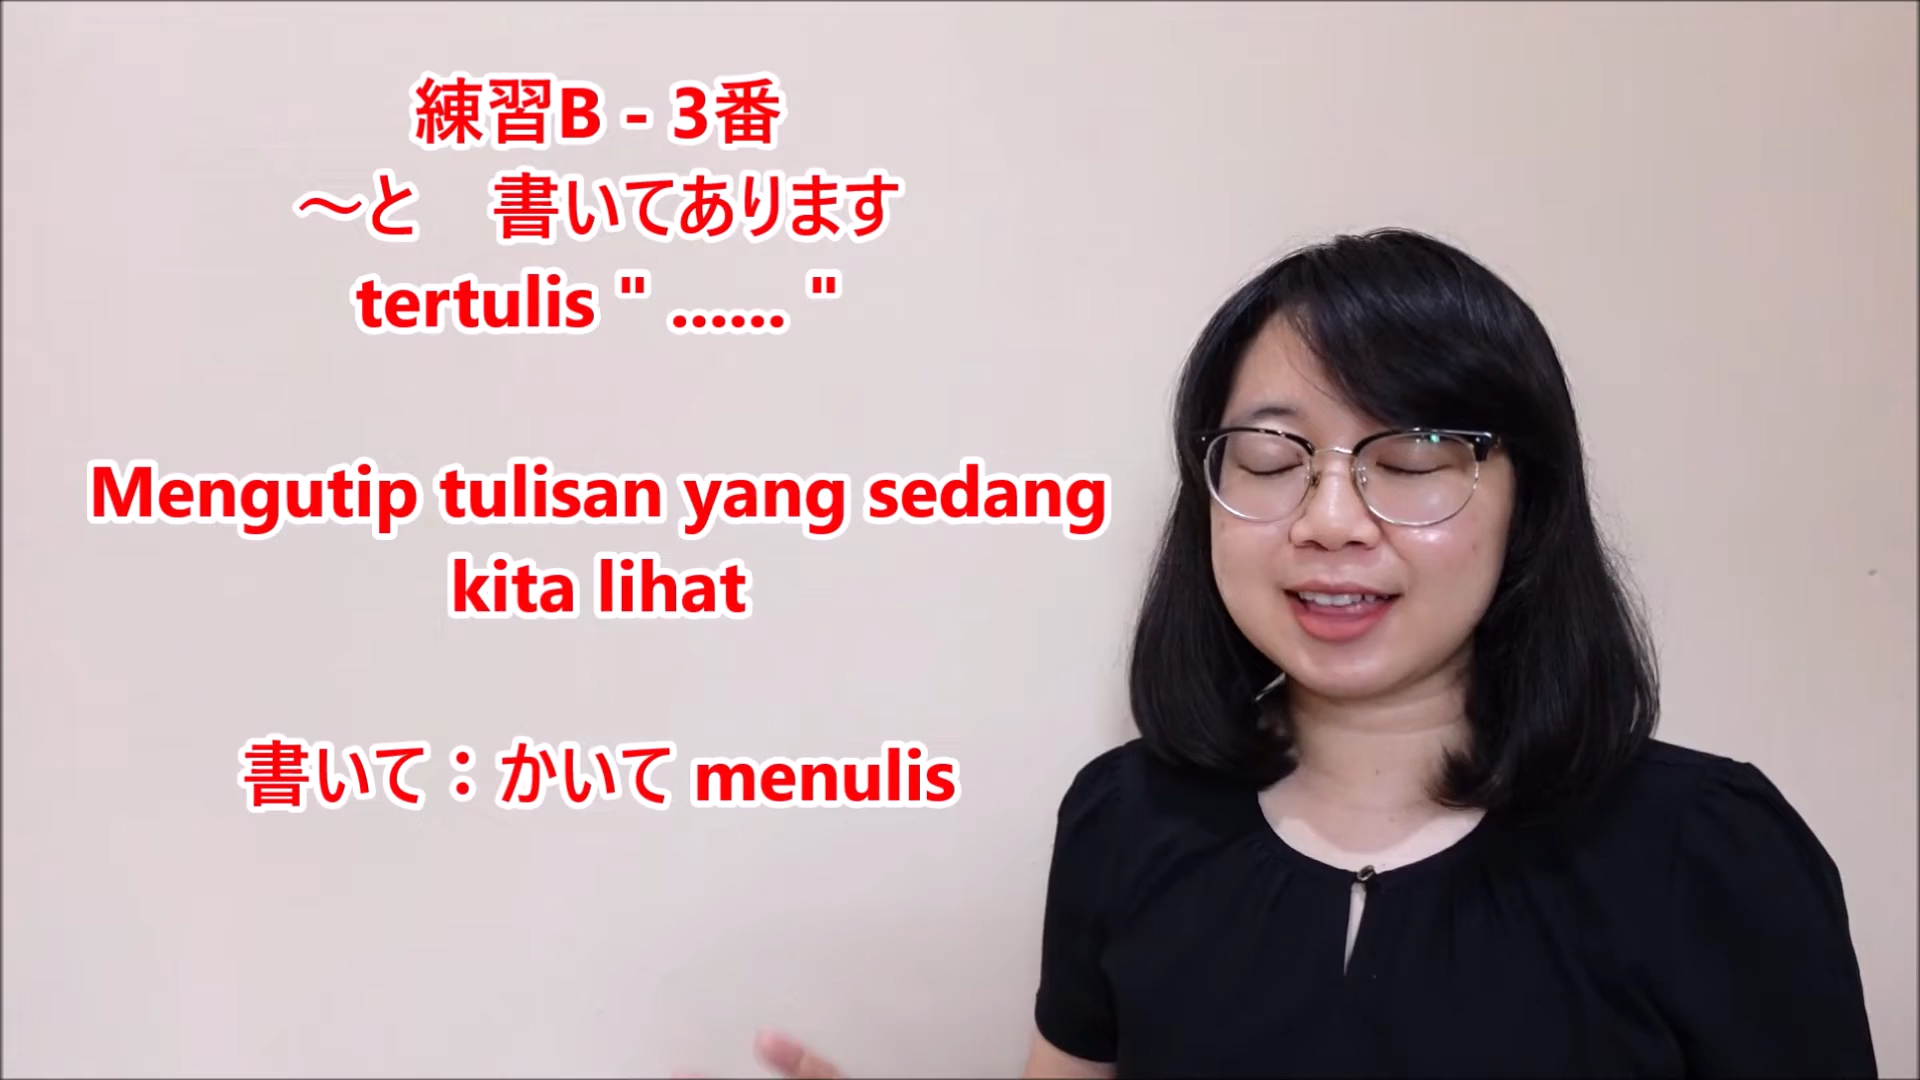 練習B - 3番
～と　書いてあります
tertulis " ...... "
Mengutip tulisan yang sedang
kita lihat
書いて：かいて menulis